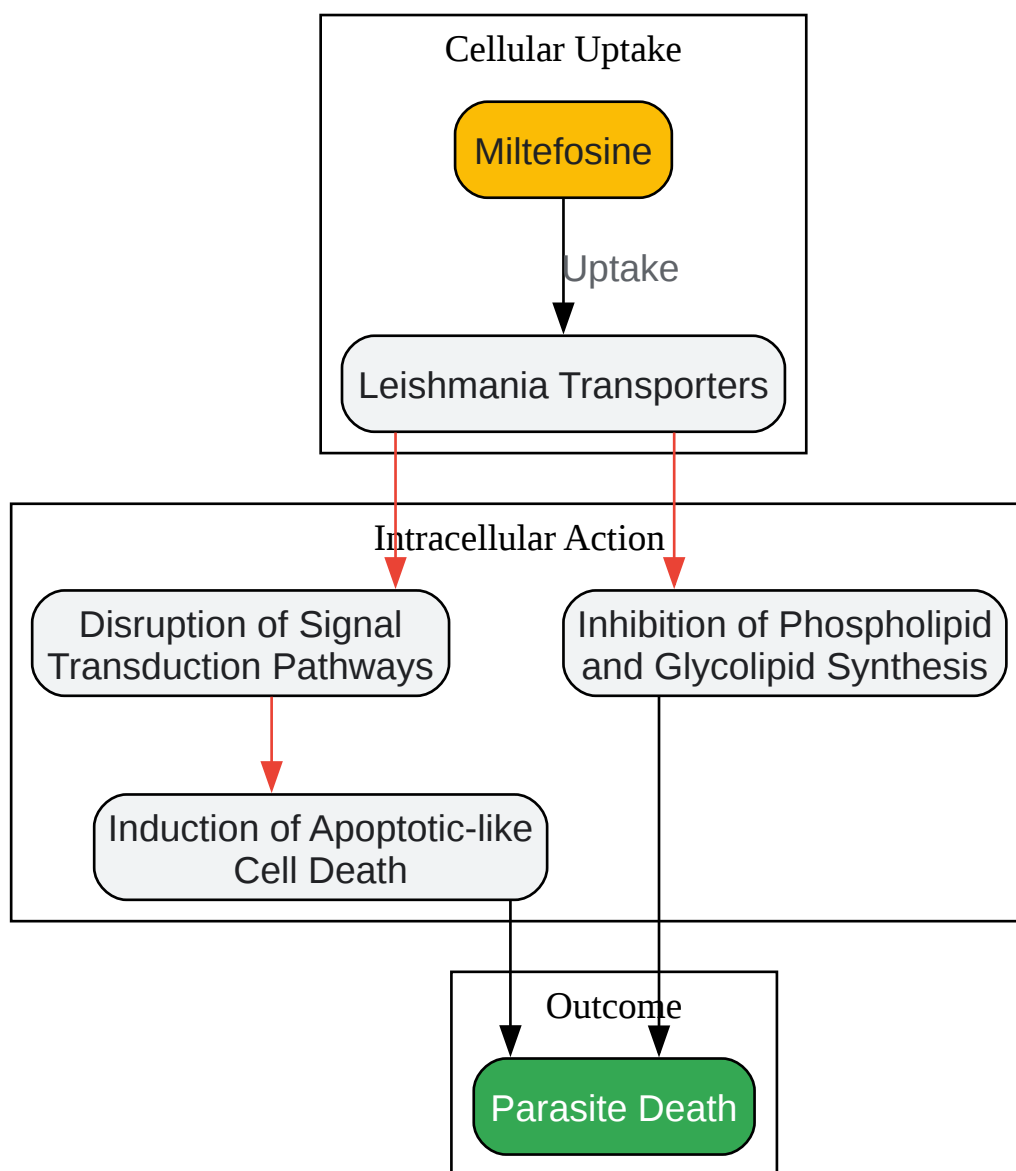 Cellular Uptake
Miltefosine
Uptake
Leishmania Transporters
Intracellular Action
Disruption of Signal
Transduction Pathways
Inhibition of Phospholipid
and Glycolipid Synthesis
Induction of Apoptotic-like
Cell Death
Outcome
Parasite Death